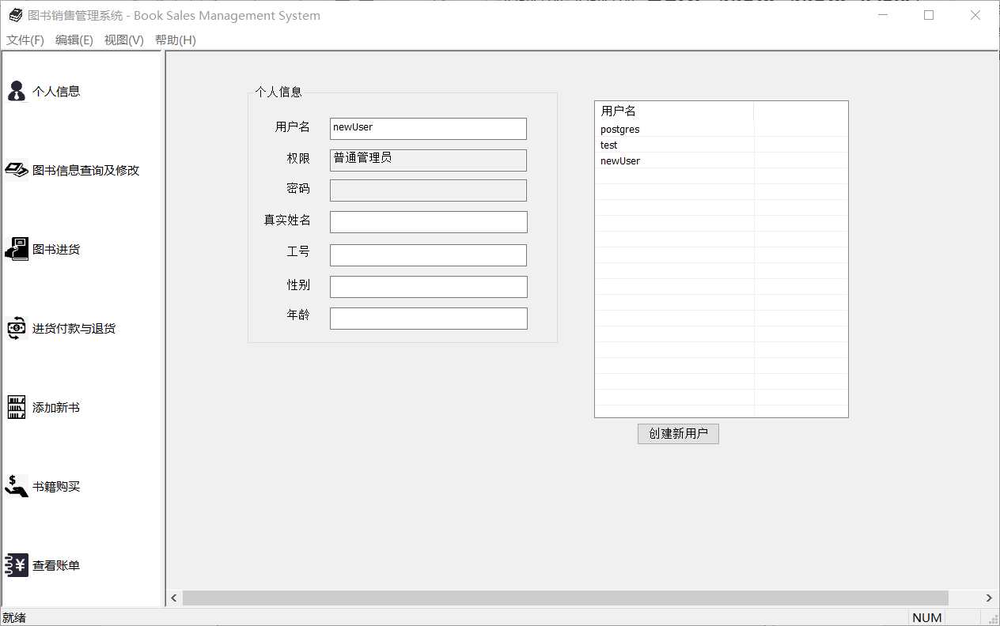 图书销售管理系统 - Book Sales Management System
文件(F) 编辑(E) 视图(V) 帮助(H)
个人信息
图书信息查询及修改
图书进货
进货付款与退货
添加新书
书籍购买
查看账单
个人信息
用户名 newUser
权限 普通管理员
密码
真实姓名
工号
性别
年龄
用户名
postgres
test
newUser
创建新用户
就绪 NUM